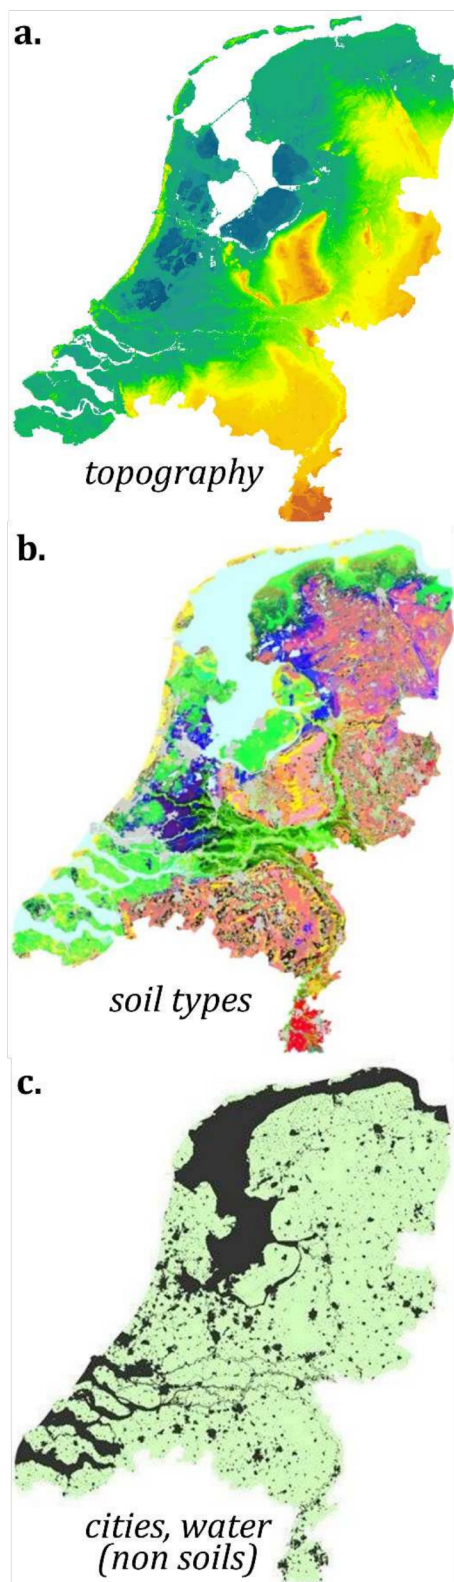 a.
topography
b.
soil types
c.
cities, water
(non soils)